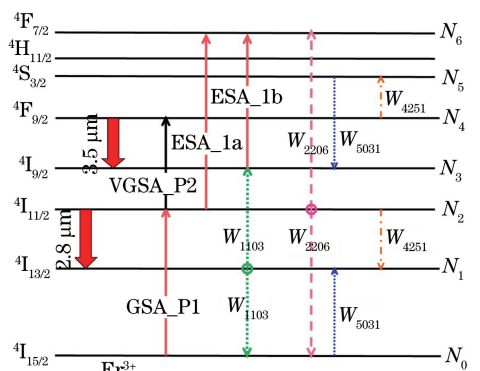 ⁴F₇/₂ N₆
⁴H₁₁/₂
⁴S₃/₂ N₅
ESA_1b W₄₂₅₁
⁴F₉/₂ N₄
3.5 μm ESA_1a W₂₂₀₆ W₅₀₃₁
⁴I₉/₂ N₃
VGSA_P2
⁴I₁₁/₂ N₂
2.8 μm W₁₁₀₃ W₂₂₀₆ W₄₂₅₁
⁴I₁₃/₂ N₁
GSA_P1 W₁₁₀₃ W₅₀₃₁
⁴I₁₅/₂ N₀
Er³⁺